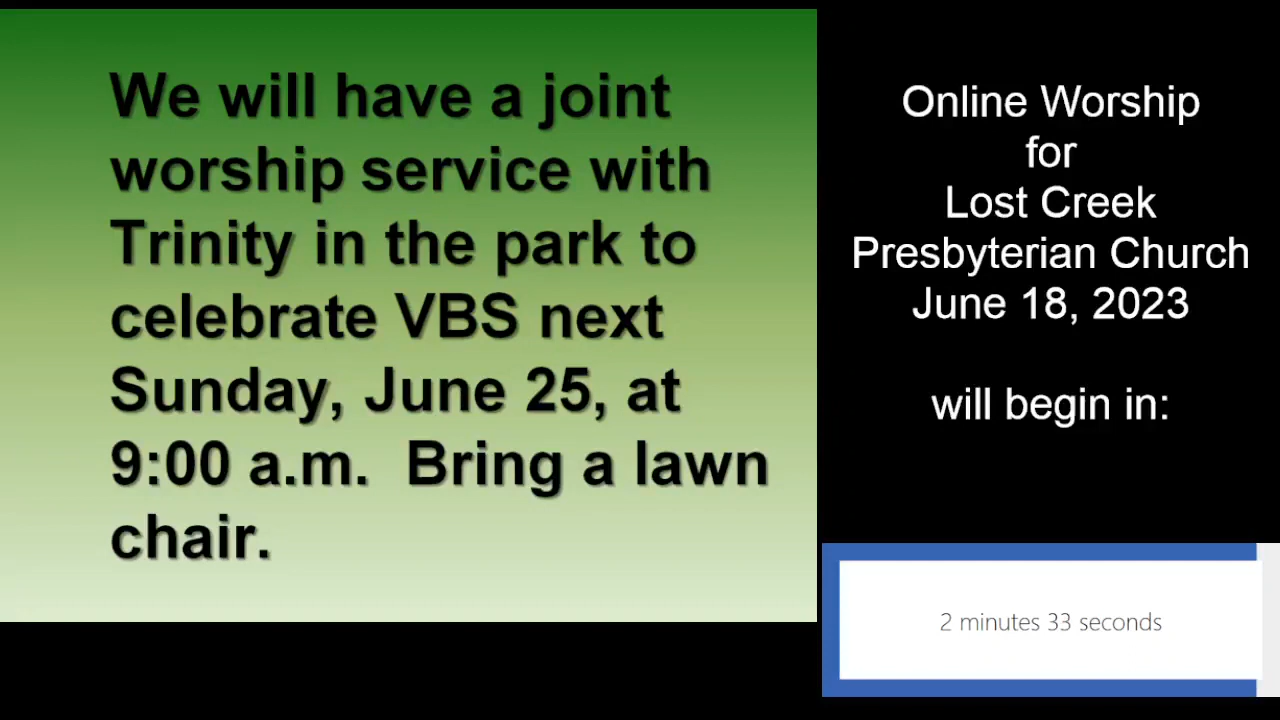 We will have a joint
worship service with
Trinity in the park to
celebrate VBS next
Sunday, June 25, at
9:00 a.m.  Bring a lawn
chair.
Online Worship
for
Lost Creek
Presbyterian Church
June 18, 2023
will begin in:
2 minutes 33 seconds